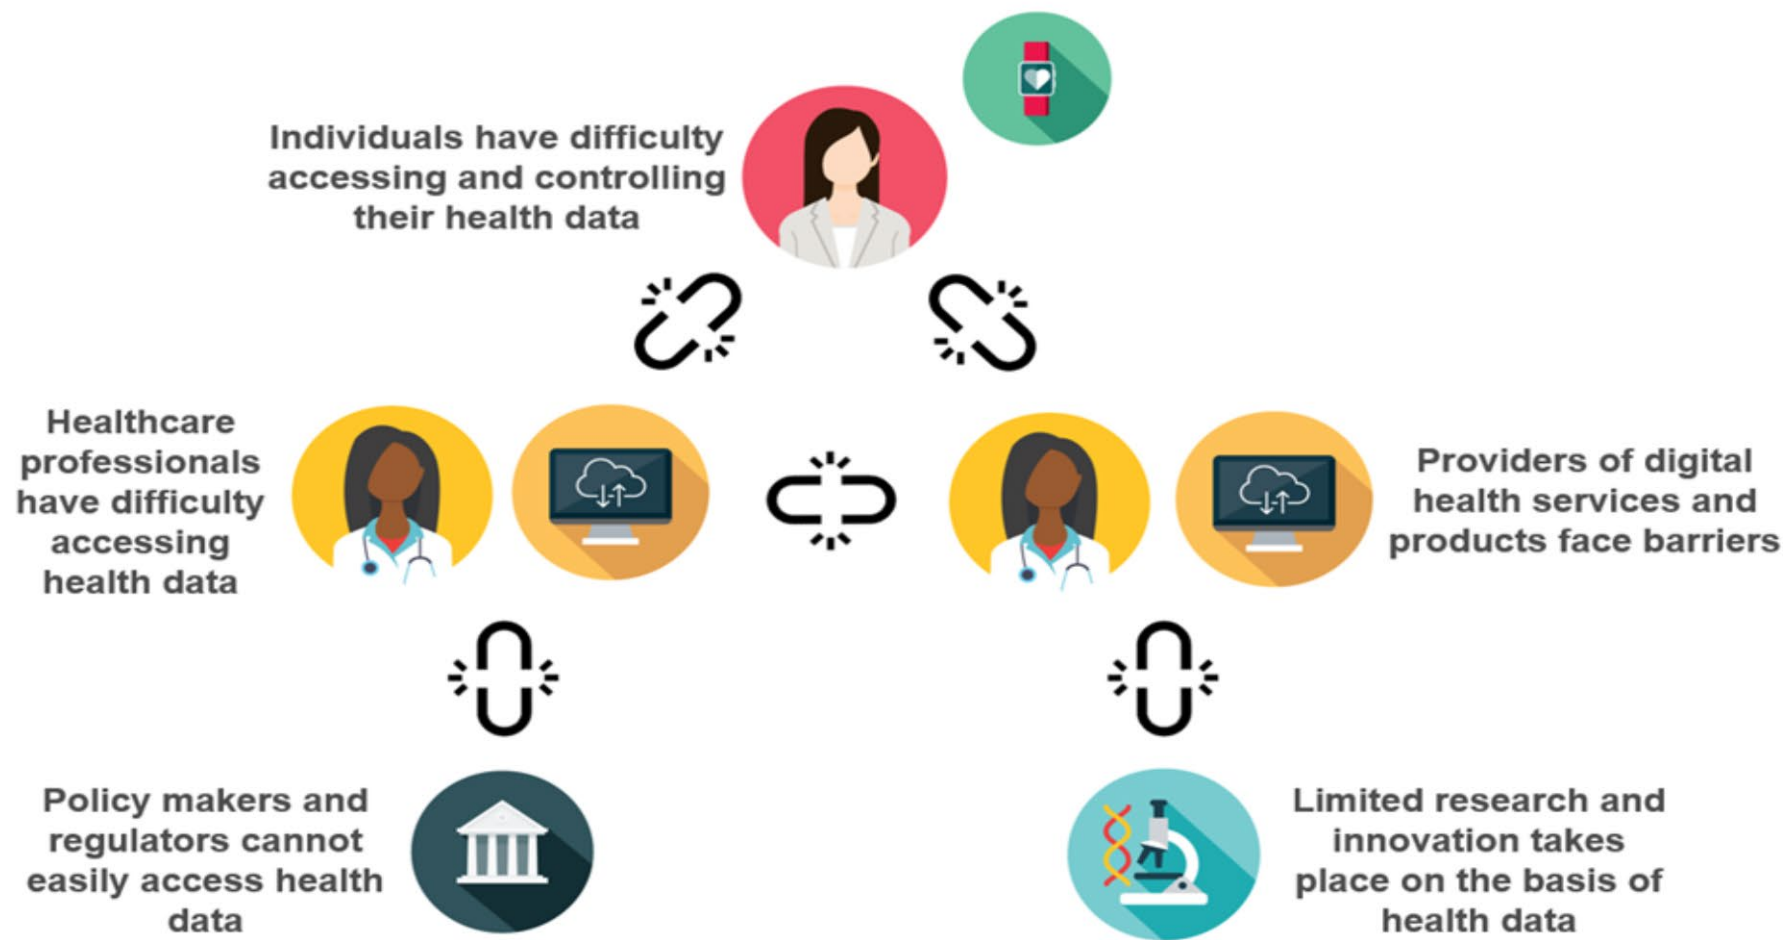 Individuals have difficulty
accessing and controlling
their health data
Healthcare
professionals
have difficulty
accessing
health data
Providers of digital
health services and
products face barriers
Policy makers and
regulators cannot
easily access health
data
Limited research and
innovation takes
place on the basis of
health data